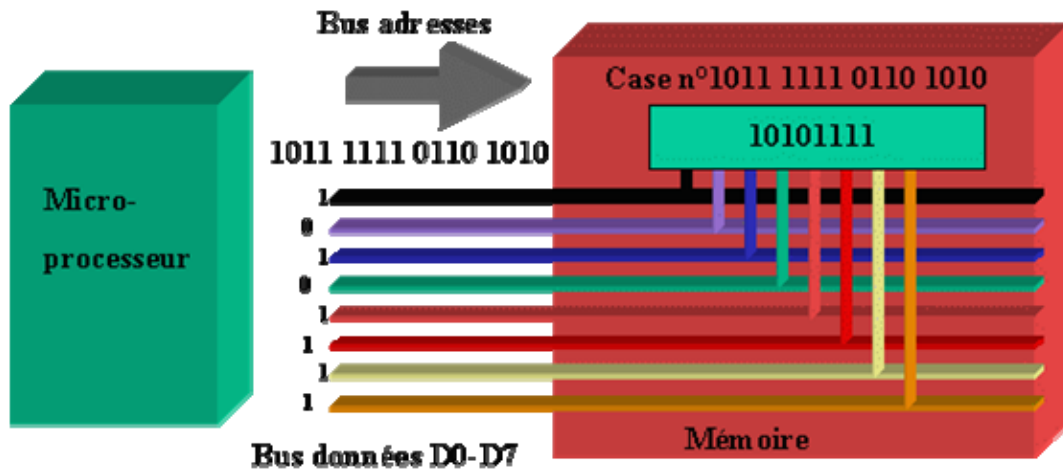 Bus adresses
Case n°1011 1111 0110 1010
10101111
1011 1111 0110 1010
Micro-
processeur
1
0
1
0
1
1
1
1
Bus données D0-D7
Mémoire